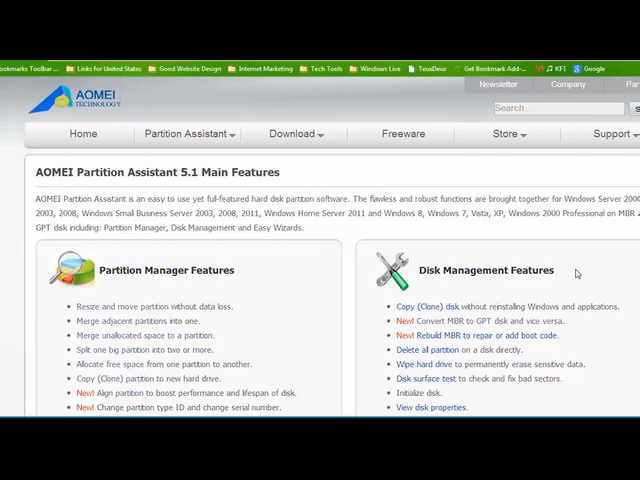 ookmarks Toolbar... Links for United States Good Website Design Internet Marketing Tech Tools Windows Live TeuxDeux Get Bookmark Add-... KFI Google
Newsletter Company Par
AOMEI
TECHNOLOGY
Search...
Home Partition Assistant Download Freeware Store Support
AOMEI Partition Assistant 5.1 Main Features
AOMEI Partition Assistant is an easy to use yet full-featured hard disk partition software. The flawless and robust functions are brought together for Windows Server 2000
2003, 2008, Windows Small Business Server 2003, 2008, 2011, Windows Home Server 2011 and Windows 8, Windows 7, Vista, XP, Windows 2000 Professional on MBR
GPT disk including: Partition Manager, Disk Management and Easy Wizards.
Partition Manager Features
Resize and move partition without data loss.
Merge adjacent partitions into one.
Merge unallocated space to a partition.
Split one big partition into two or more.
Allocate free space from one partition to another.
Copy (Clone) partition to new hard drive.
New! Align partition to boost performance and lifespan of disk.
New! Change partition type ID and change serial number.
Disk Management Features
Copy (Clone) disk without reinstalling Windows and applications.
New! Convert MBR to GPT disk and vice versa.
New! Rebuild MBR to repair or add boot code.
Delete all partition on a disk directly.
Wipe hard drive to permanently erase sensitive data.
Disk surface test to check and fix bad sectors.
Initialize disk.
View disk properties.